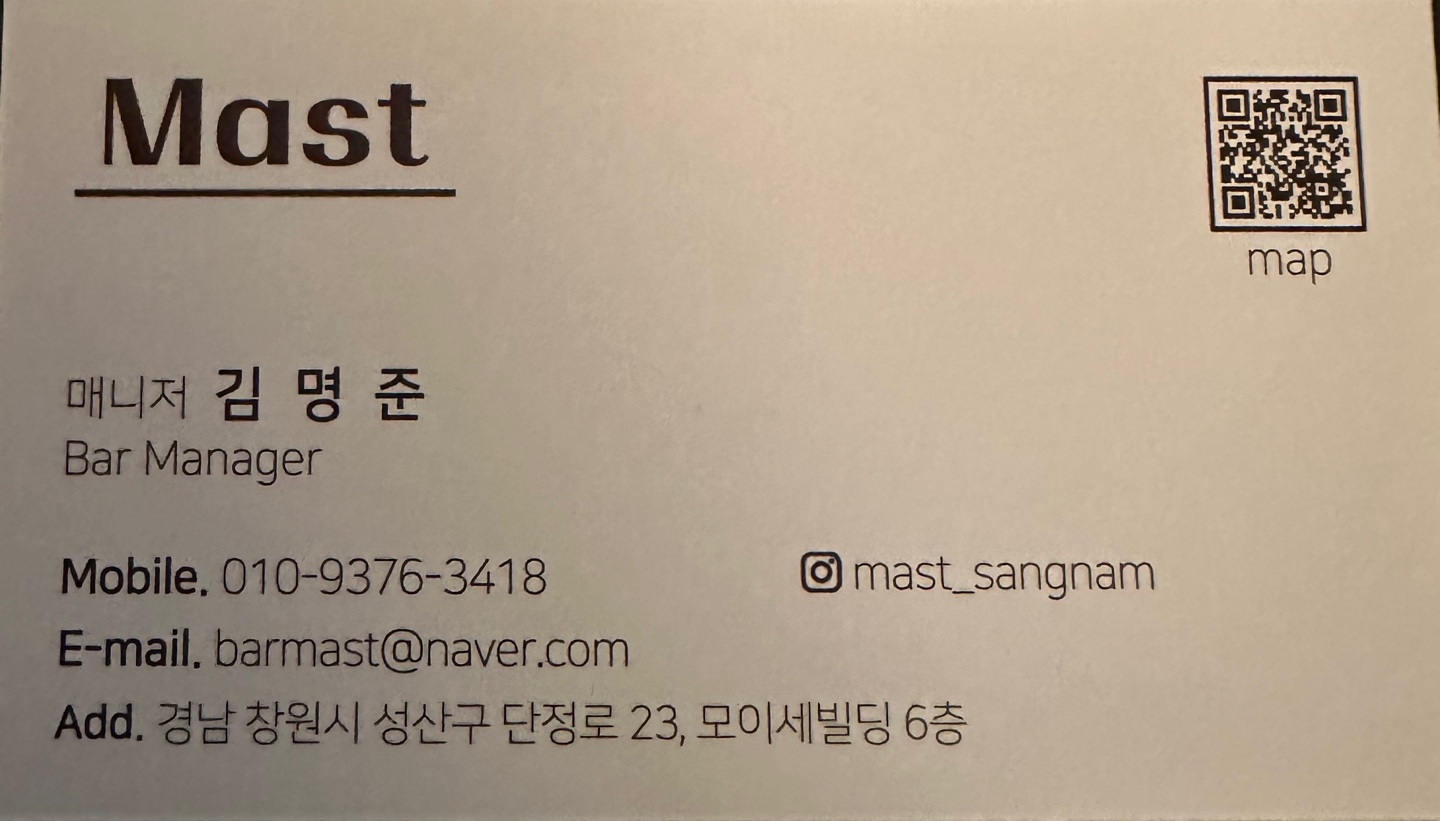 Mast
map
매니저 김 명 준
Bar Manager
Mobile. 010-9376-3418
mast_sangnam
E-mail. barmast@naver.com
Add. 경남 창원시 성산구 단정로 23, 모이세빌딩 6층